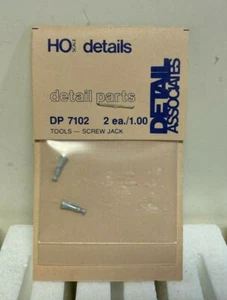 HO SCALE details
detail parts
DP 7102 2 ea./1.00
TOOLS — SCREW JACK
DETAIL
ASSOCIATES